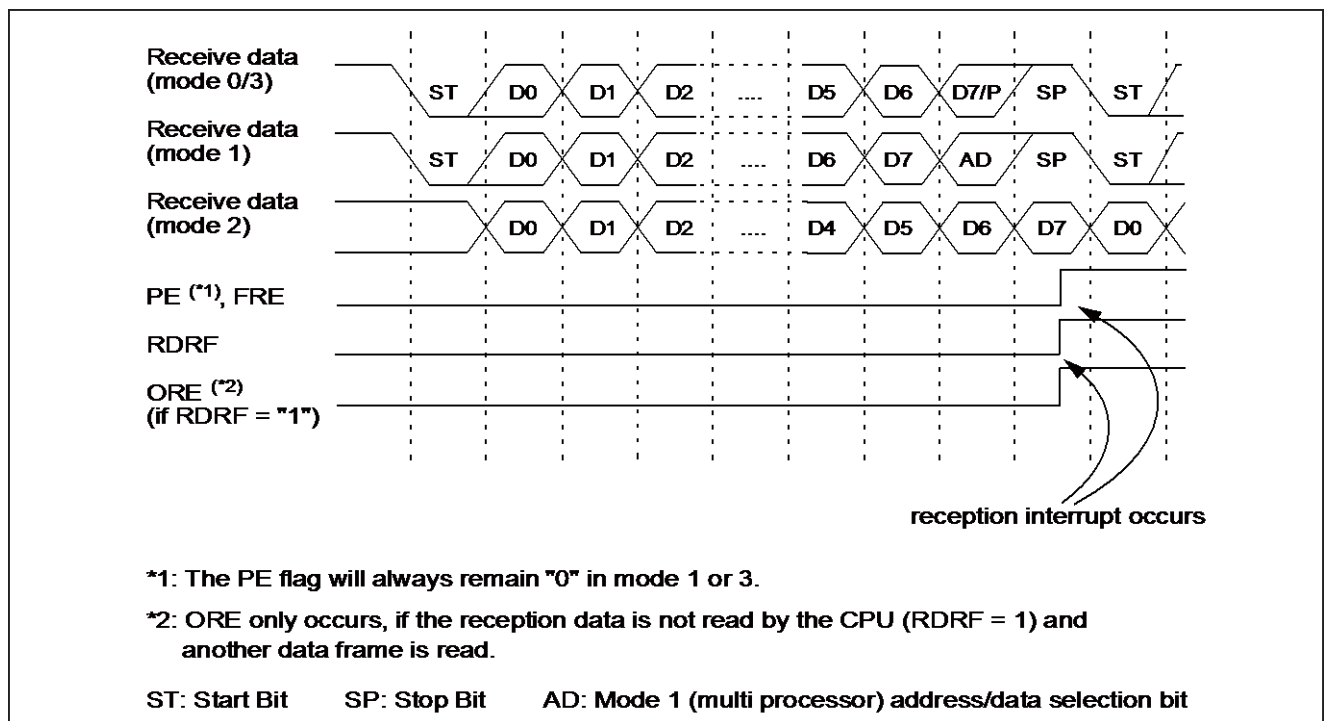 Receive data
(mode 0/3)
ST D0 D1 D2 .... D5 D6 D7/P SP ST
Receive data
(mode 1)
ST D0 D1 D2 .... D6 D7 AD SP ST
Receive data
(mode 2)
D0 D1 D2 .... D4 D5 D6 D7 D0
PE (*1), FRE
RDRF
ORE (*2)
(if RDRF = "1")
reception interrupt occurs
*1: The PE flag will always remain "0" in mode 1 or 3.
*2: ORE only occurs, if the reception data is not read by the CPU (RDRF = 1) and
another data frame is read.
ST: Start Bit SP: Stop Bit AD: Mode 1 (multi processor) address/data selection bit